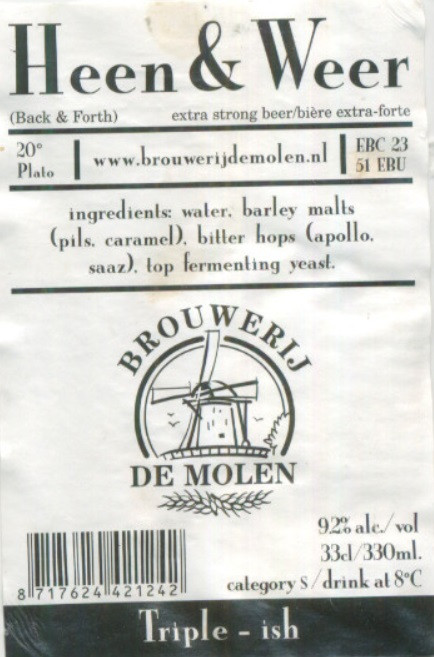 Heen & Weer
(Back & Forth) extra strong beer/bière extra-forte
20°
Plato
www.brouwerijdemolen.nl
EBC 23
51 EBU
ingredients: water, barley malts
(pils, caramel), bitter hops (apollo,
saaz), top fermenting yeast.
BROUWERIJ
DE MOLEN
9.2% alc./vol
33cl/330ml.
category S/drink at 8°C
8 717624 421242
Triple - ish